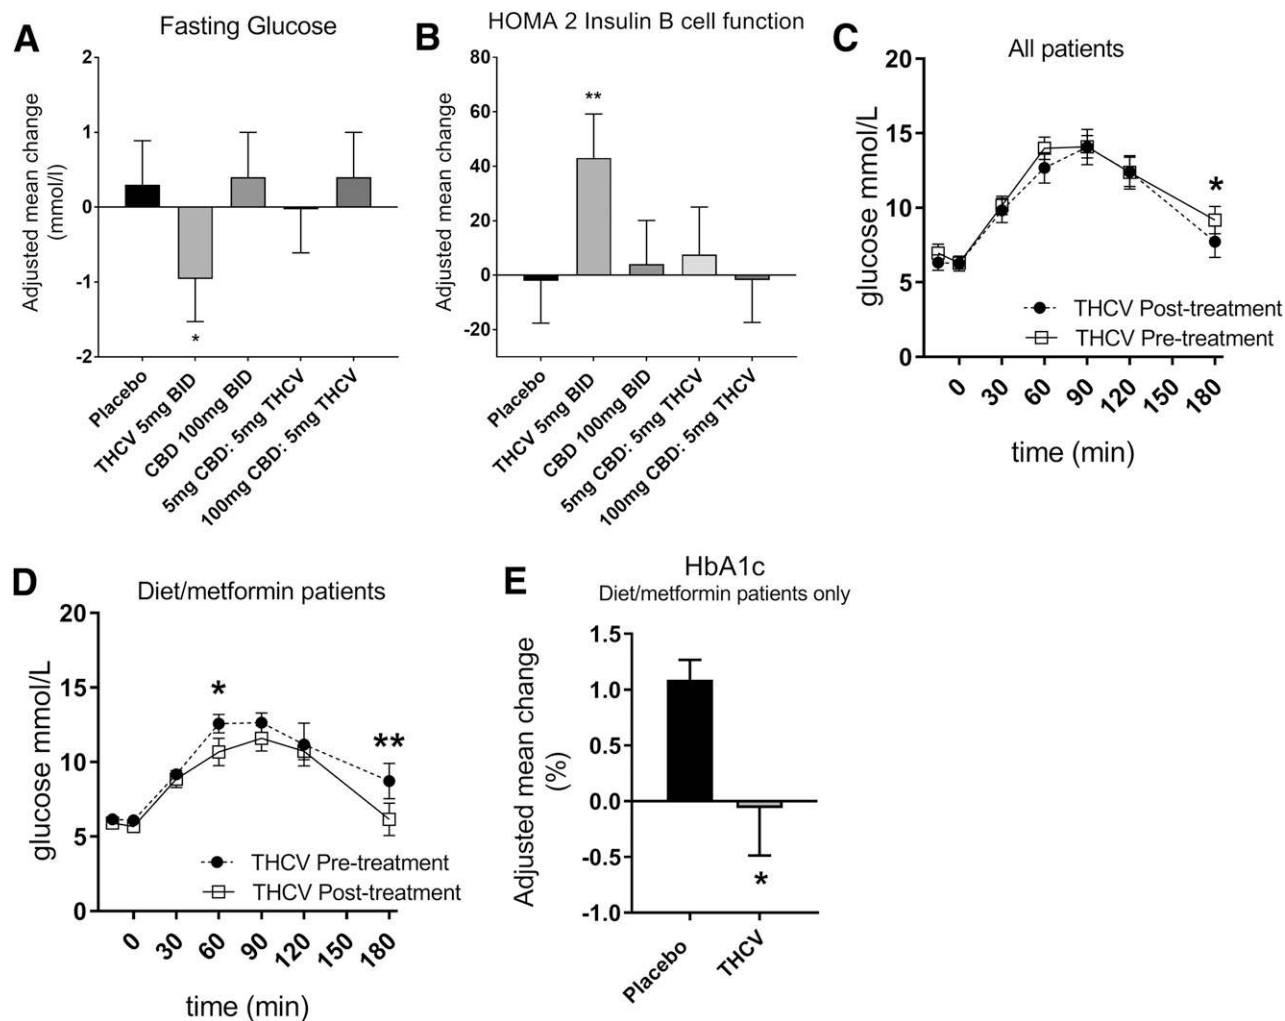 A
Fasting Glucose
Adjusted mean change
(mmol/l)
2
1
0
-1
-2
*
Placebo
THCV 5mg BID
CBD 100mg BID
5mg CBD: 5mg THCV
100mg CBD: 5mg THCV
B
HOMA 2 Insulin B cell function
Adjusted mean change
80
60
40
20
0
-20
**
Placebo
THCV 5mg BID
CBD 100mg BID
5mg CBD: 5mg THCV
100mg CBD: 5mg THCV
C
All patients
glucose mmol/L
20
15
10
5
0
*
THCV Post-treatment
THCV Pre-treatment
0 30 60 90 120 150 180
time (min)
D
Diet/metformin patients
glucose mmol/L
20
15
10
5
0
*
**
THCV Pre-treatment
THCV Post-treatment
0 30 60 90 120 150 180
time (min)
E
HbA1c
Diet/metformin patients only
Adjusted mean change
(%)
1.5
1.0
0.5
0.0
-0.5
-1.0
*
Placebo
THCV